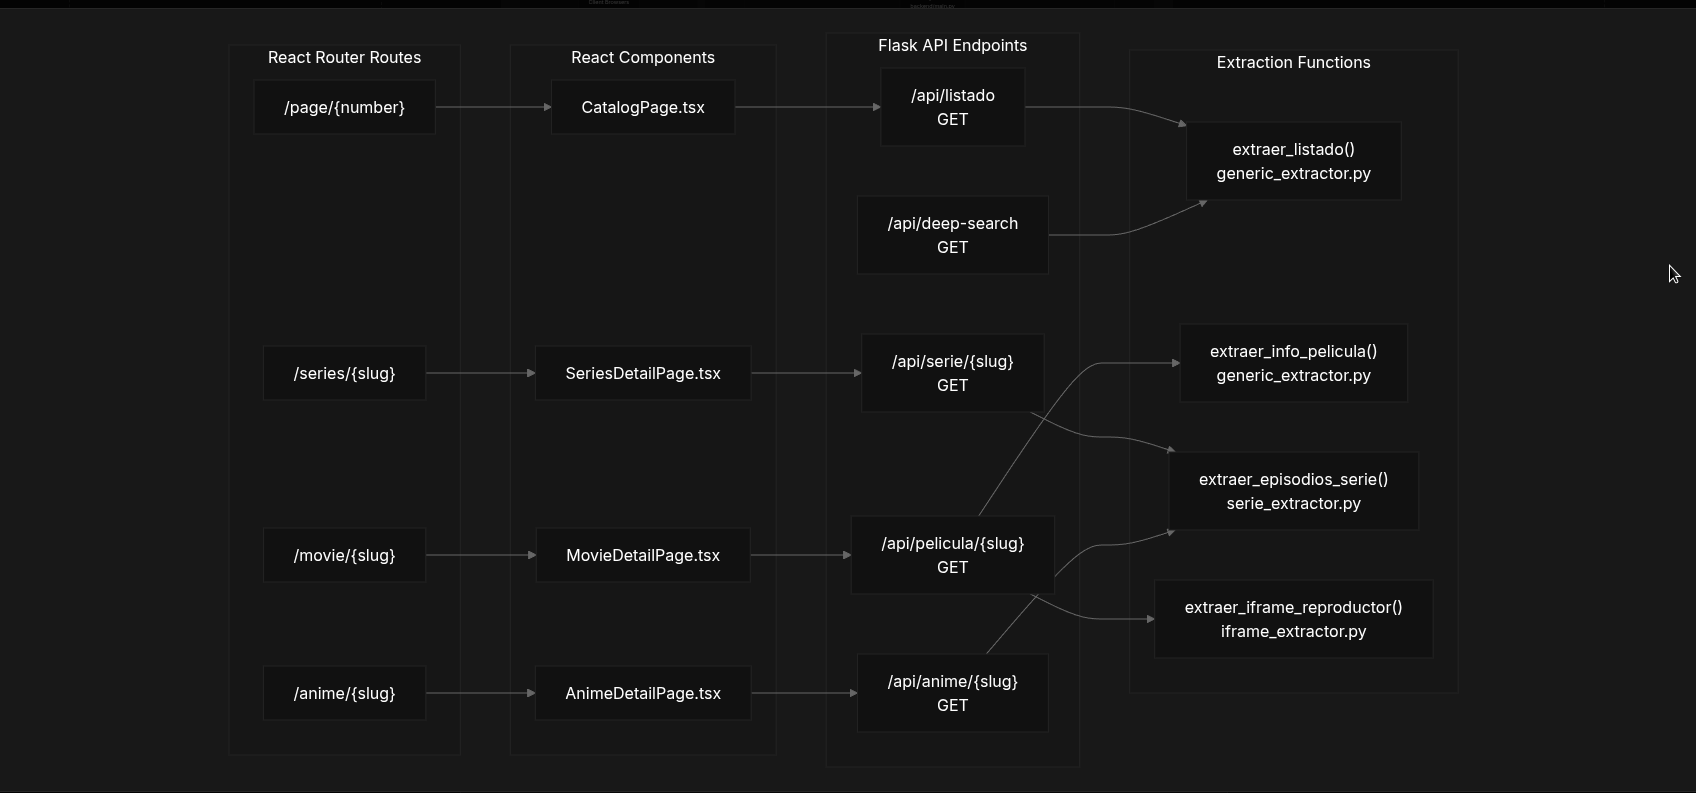 React Router Routes
/page/{number}
/series/{slug}
/movie/{slug}
/anime/{slug}
React Components
CatalogPage.tsx
SeriesDetailPage.tsx
MovieDetailPage.tsx
AnimeDetailPage.tsx
Flask API Endpoints
/api/listado
GET
/api/deep-search
GET
/api/serie/{slug}
GET
/api/pelicula/{slug}
GET
/api/anime/{slug}
GET
Extraction Functions
extraer_listado()
generic_extractor.py
extraer_info_pelicula()
generic_extractor.py
extraer_episodios_serie()
serie_extractor.py
extraer_iframe_reproductor()
iframe_extractor.py